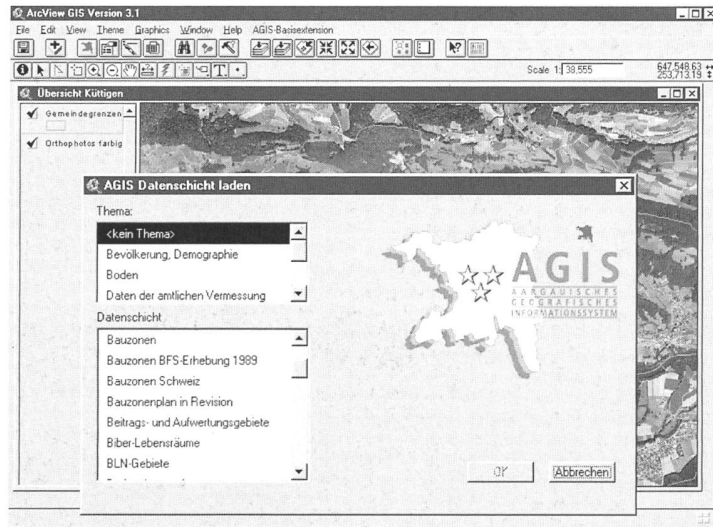 ArcView GIS Version 3.1
File Edit View Theme Graphics Window Help AGIS-Basisextension
Scale 1: 38,555
647,548.63
253,713.19
Übersicht Küttigen
Gemeindegrenzen
Orthophotos farbig
AGIS Datenschicht laden
Thema:
<kein Thema>
Bevölkerung, Demographie
Boden
Daten der amtlichen Vermessung
AGIS
AARGAUISCHES
GEOGRAFISCHES
INFORMATIONSSYSTEM
Datenschicht
Bauzonen
Bauzonen BFS-Erhebung 1989
Bauzonen Schweiz
Bauzonenplan in Revision
Beitrags- und Aufwertungsgebiete
Biber-Lebensräume
BLN-Gebiete
OK
Abbrechen